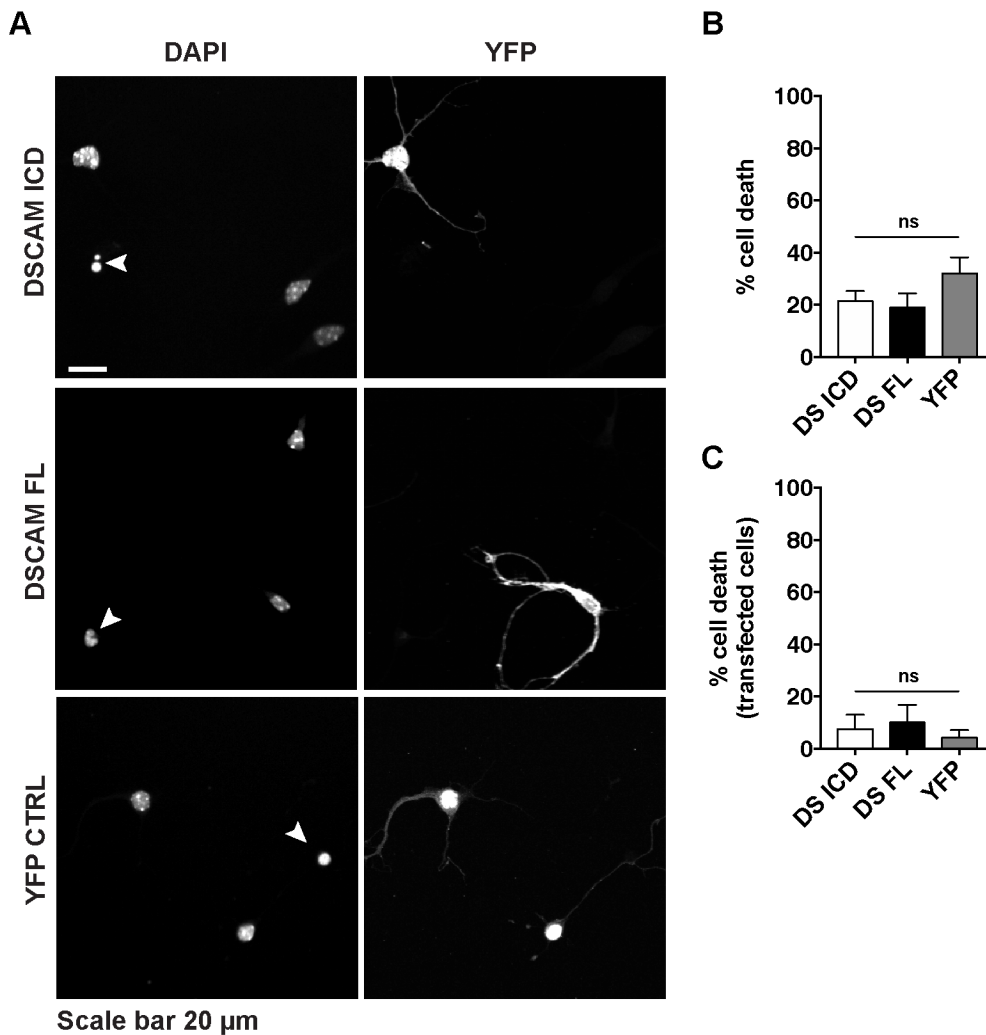 A
DAPI
YFP
DSCAM ICD
DSCAM FL
YFP CTRL
Scale bar 20 µm
B
% cell death
100
80
60
40
20
0
ns
DS ICD
DS FL
YFP
C
% cell death
(transfected cells)
100
80
60
40
20
0
ns
DS ICD
DS FL
YFP